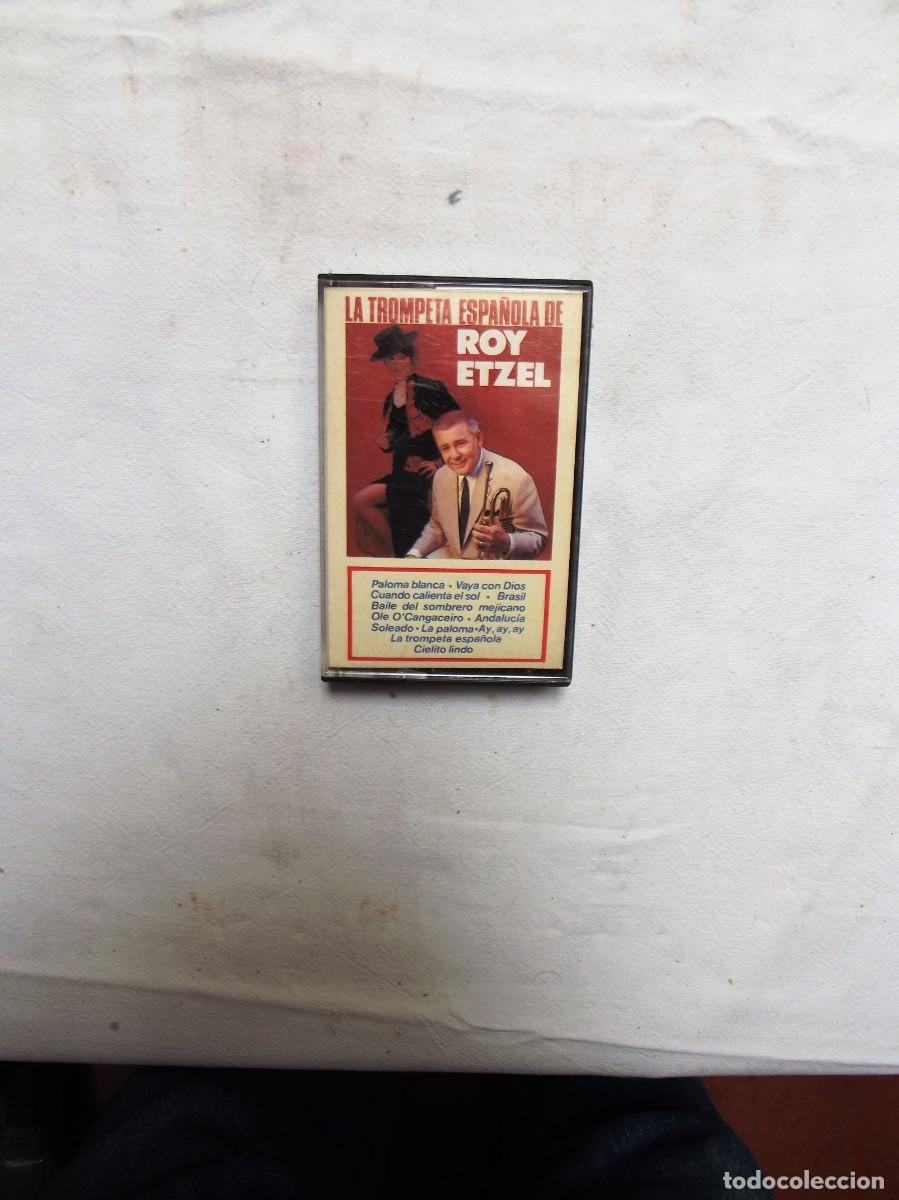 LA TROMPETA ESPAÑOLA DE
ROY
ETZEL
Paloma blanca • Vaya con Dios
Cuando calienta el sol • Brasil
Baile del sombrero mejicano
Ole O'Cangaceiro • Andalucía
Soleado • La paloma • Ay, ay, ay
La trompeta española
Cielito lindo
todocoleccion